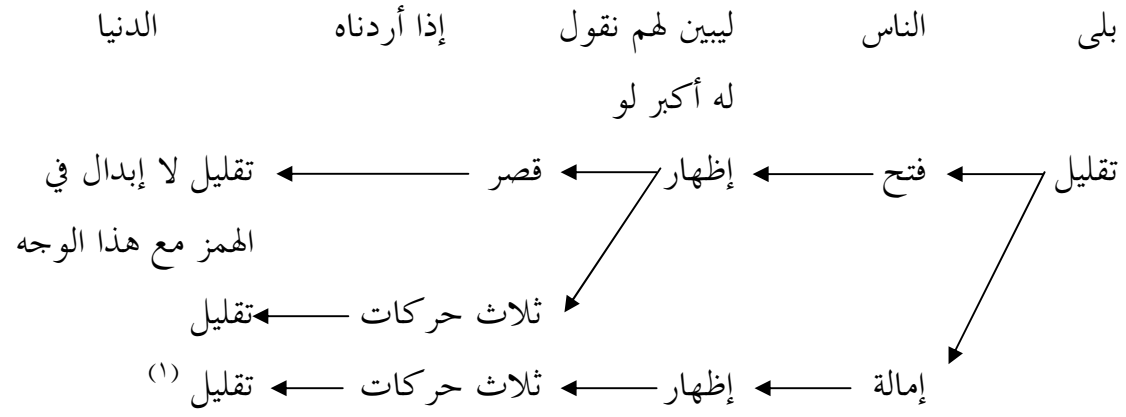 بلى الناس ليبين لهم نقول إذا أردناه الدنيا
له أكبر لو
تقليل فتح إظهار قصر تقليل لا إبدال في
الهمز مع هذا الوجه
ثلاث حركات تقليل
إمالة إظهار ثلاث حركات تقليل (١)